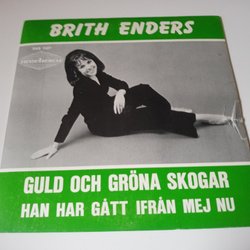 BRITH ENDERS
GULD OCH GRÖNA SKOGAR
HAN HAR GÅTT IFRÅN MEJ NU